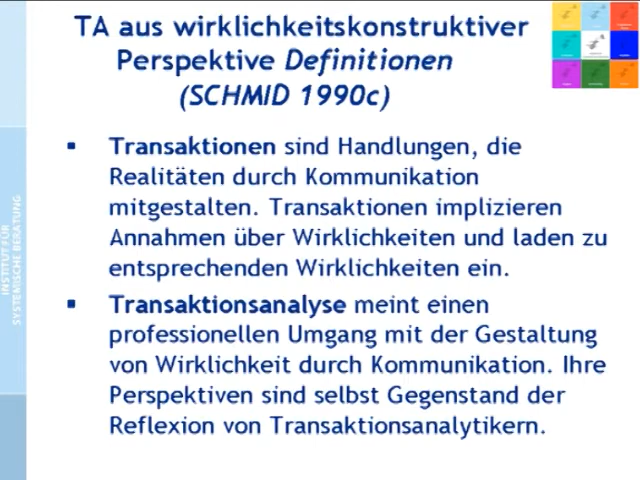 TA aus wirklichkeitskonstruktiver
Perspektive Definitionen
(SCHMID 1990c)
▪ Transaktionen sind Handlungen, die
Realitäten durch Kommunikation
mitgestalten. Transaktionen implizieren
Annahmen über Wirklichkeiten und laden zu
entsprechenden Wirklichkeiten ein.
▪ Transaktionsanalyse meint einen
professionellen Umgang mit der Gestaltung
von Wirklichkeit durch Kommunikation. Ihre
Perspektiven sind selbst Gegenstand der
Reflexion von Transaktionsanalytikern.
INSTITUT FÜR
SYSTEMISCHE BERATUNG